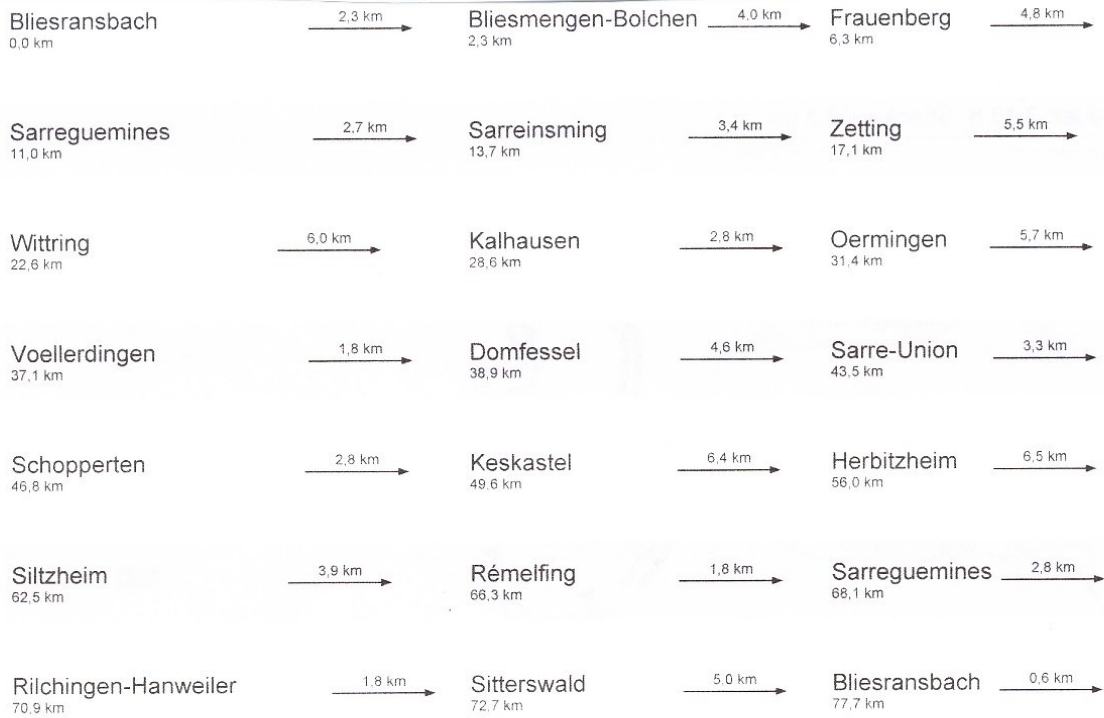 Bliesransbach 2,3 km Bliesmengen-Bolchen 4,0 km Frauenberg 4,8 km
0,0 km 2,3 km 6,3 km
Sarreguemines 2,7 km Sarreinsming 3,4 km Zetting 5,5 km
11,0 km 13,7 km 17,1 km
Wittring 6,0 km Kalhausen 2,8 km Oermingen 5,7 km
22,6 km 28,6 km 31,4 km
Voellerdingen 1,8 km Domfessel 4,6 km Sarre-Union 3,3 km
37,1 km 38,9 km 43,5 km
Schopperten 2,8 km Keskastel 6,4 km Herbitzheim 6,5 km
46,8 km 49,6 km 56,0 km
Siltzheim 3,9 km Rémelfing 1,8 km Sarreguemines 2,8 km
62,5 km 66,3 km 68,1 km
Rilchingen-Hanweiler 1,8 km Sitterswald 5,0 km Bliesransbach 0,6 km
70,9 km 72,7 km 77,7 km